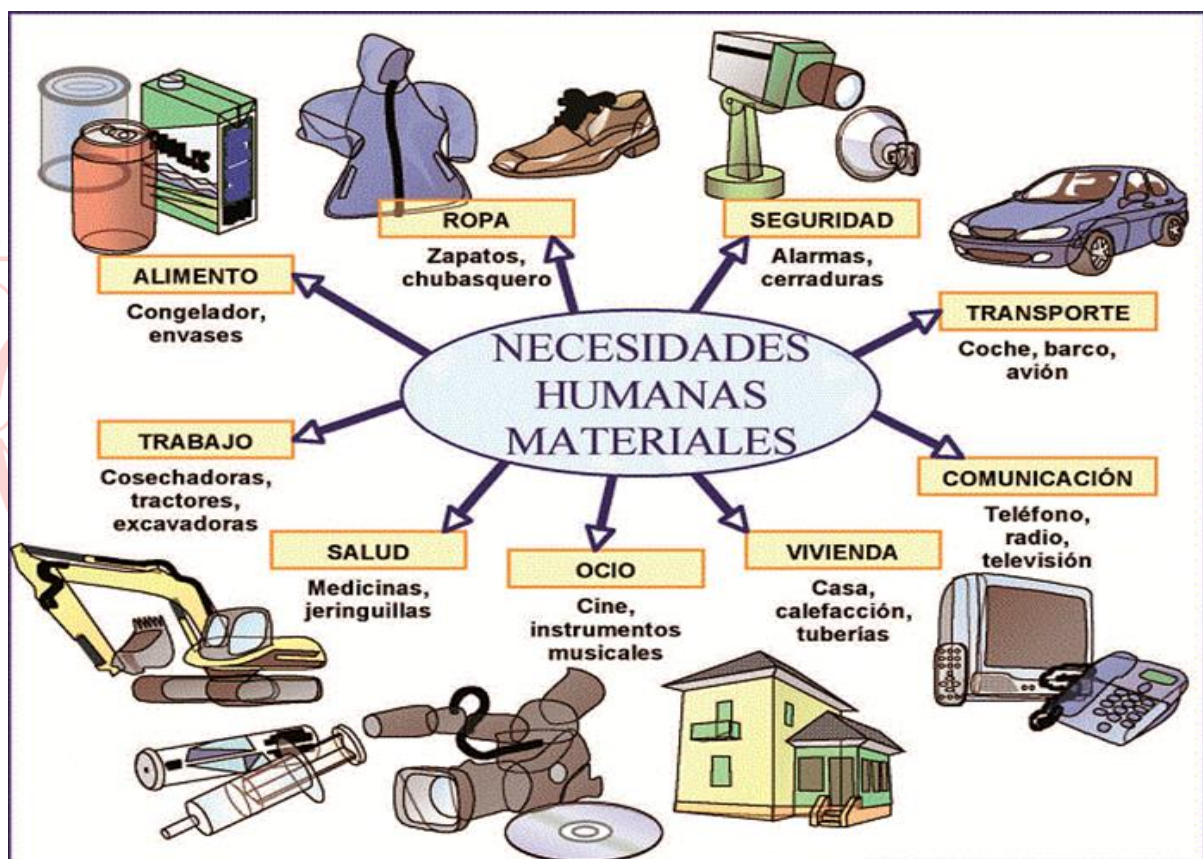 ROPA
Zapatos,
chubasquero
SEGURIDAD
Alarmas,
cerraduras
ALIMENTO
Congelador,
envases
TRANSPORTE
Coche, barco,
avión
NECESIDADES
HUMANAS
MATERIALES
TRABAJO
Cosechadoras,
tractores,
excavadoras
COMUNICACIÓN
Teléfono,
radio,
televisión
SALUD
Medicinas,
jeringuillas
OCIO
Cine,
instrumentos
musicales
VIVIENDA
Casa,
calefacción,
tuberías